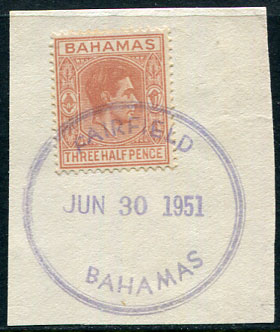 BAHAMAS
FAIRFIELD
THREE HALF PENCE
JUN 30 1951
BAHAMAS